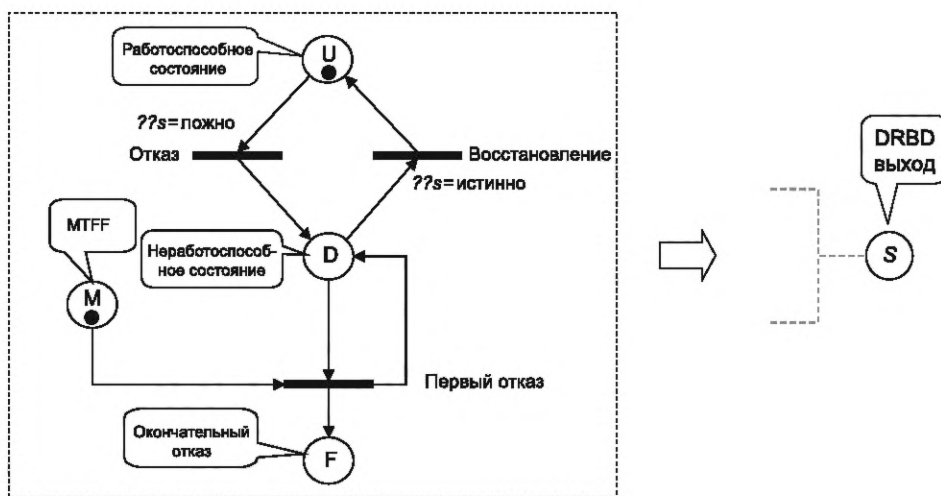 Работоспособное
состояние
U
??s=ложно
Отказ
Восстановление
??s=истинно
MTFF
Неработоспособ-
ное состояние
D
M
Первый отказ
Окончательный
отказ
F
DRBD
выход
S